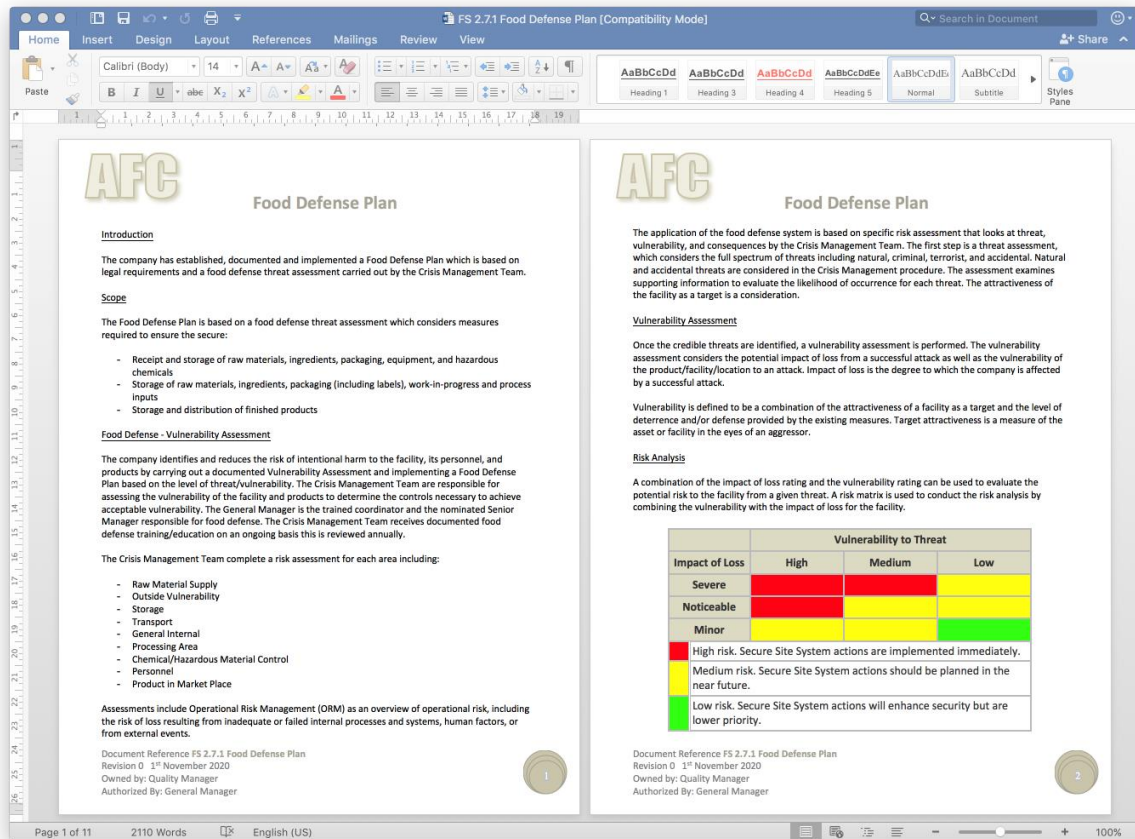 FS 2.7.1 Food Defense Plan [Compatibility Mode]
Search in Document
Home Insert Design Layout References Mailings Review View
Share
Paste
Calibri (Body) 14
AaBbCcDd AaBbCcDd AaBbCcDd AaBbCcDdEe AaBbCcDdEe AaBbCcDd
Heading 1 Heading 3 Heading 4 Heading 5 Normal Subtitle
Styles Pane
AFC
Food Defense Plan
Introduction
The company has established, documented and implemented a Food Defense Plan which is based on
legal requirements and a food defense threat assessment carried out by the Crisis Management Team.
Scope
The Food Defense Plan is based on a food defense threat assessment which considers measures
required to ensure the secure:
- Receipt and storage of raw materials, ingredients, packaging, equipment, and hazardous
chemicals
- Storage of raw materials, ingredients, packaging (including labels), work-in-progress and process
inputs
- Storage and distribution of finished products
Food Defense - Vulnerability Assessment
The company identifies and reduces the risk of intentional harm to the facility, its personnel, and
products by carrying out a documented Vulnerability Assessment and implementing a Food Defense
Plan based on the level of threat/vulnerability. The Crisis Management Team are responsible for
assessing the vulnerability of the facility and products to determine the controls necessary to achieve
acceptable vulnerability. The General Manager is the trained coordinator and the nominated Senior
Manager responsible for food defense. The Crisis Management Team receives documented food
defense training/education on an ongoing basis this is reviewed annually.
The Crisis Management Team complete a risk assessment for each area including:
- Raw Material Supply
- Outside Vulnerability
- Storage
- Transport
- General Internal
- Processing Area
- Chemical/Hazardous Material Control
- Personnel
- Product in Market Place
Assessments include Operational Risk Management (ORM) as an overview of operational risk, including
the risk of loss resulting from inadequate or failed internal processes and systems, human factors, or
from external events.
Document Reference FS 2.7.1 Food Defense Plan
Revision 0 1st November 2020
Owned by: Quality Manager
Authorized By: General Manager
1
AFC
Food Defense Plan
The application of the food defense system is based on specific risk assessment that looks at threat,
vulnerability, and consequences by the Crisis Management Team. The first step is a threat assessment,
which considers the full spectrum of threats including natural, criminal, terrorist, and accidental. Natural
and accidental threats are considered in the Crisis Management procedure. The assessment examines
supporting information to evaluate the likelihood of occurrence for each threat. The attractiveness of
the facility as a target is a consideration.
Vulnerability Assessment
Once the credible threats are identified, a vulnerability assessment is performed. The vulnerability
assessment considers the potential impact of loss from a successful attack as well as the vulnerability of
the product/facility/location to an attack. Impact of loss is the degree to which the company is affected
by a successful attack.
Vulnerability is defined to be a combination of the attractiveness of a facility as a target and the level of
deterrence and/or defense provided by the existing measures. Target attractiveness is a measure of the
asset or facility in the eyes of an aggressor.
Risk Analysis
A combination of the impact of loss rating and the vulnerability rating can be used to evaluate the
potential risk to the facility from a given threat. A risk matrix is used to conduct the risk analysis by
combining the vulnerability with the impact of loss for the facility.
Vulnerability to Threat
Impact of Loss High Medium Low
Severe
Noticeable
Minor
High risk. Secure Site System actions are implemented immediately.
Medium risk. Secure Site System actions should be planned in the
near future.
Low risk. Secure Site System actions will enhance security but are
lower priority.
Document Reference FS 2.7.1 Food Defense Plan
Revision 0 1st November 2020
Owned by: Quality Manager
Authorized By: General Manager
2
Page 1 of 11 2110 Words English (US) 100%